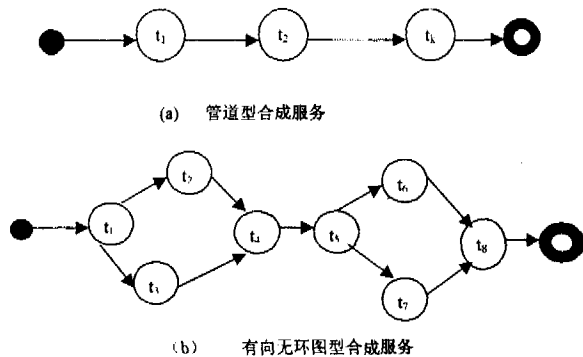 t₁ t₂ tₖ
(a) 管道型合成服务
t₂ t₆
t₁ t₄ t₅ t₈
t₃ t₇
(b) 有向无环图型合成服务